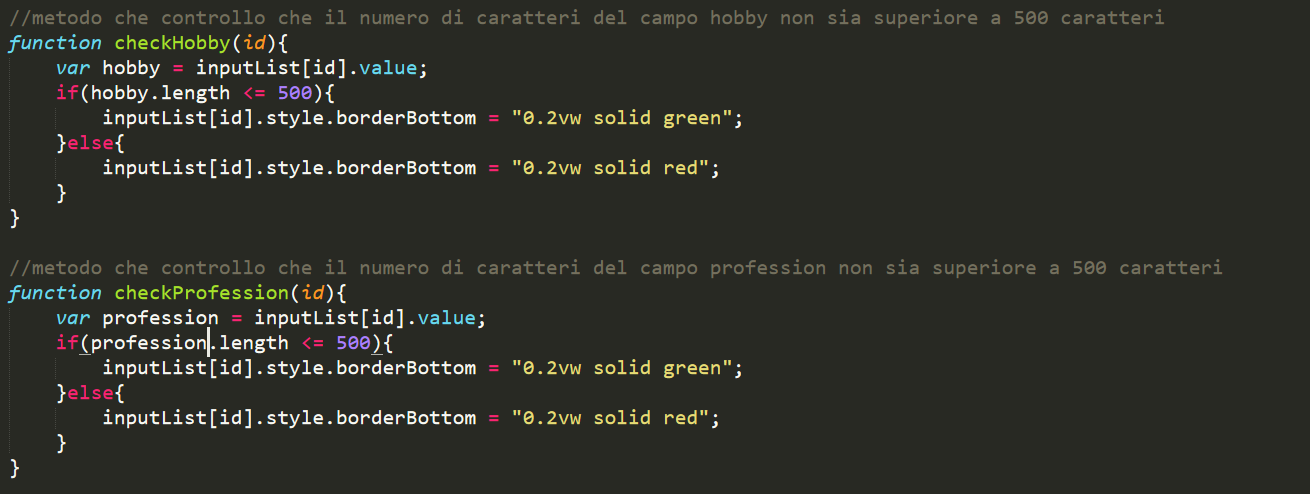 //metodo che controllo che il numero di caratteri del campo hobby non sia superiore a 500 caratteri
function checkHobby(id){
    var hobby = inputList[id].value;
    if(hobby.length <= 500){
        inputList[id].style.borderBottom = "0.2vw solid green";
    }else{
        inputList[id].style.borderBottom = "0.2vw solid red";
    }
}

//metodo che controllo che il numero di caratteri del campo profession non sia superiore a 500 caratteri
function checkProfession(id){
    var profession = inputList[id].value;
    if(profession.length <= 500){
        inputList[id].style.borderBottom = "0.2vw solid green";
    }else{
        inputList[id].style.borderBottom = "0.2vw solid red";
    }
}